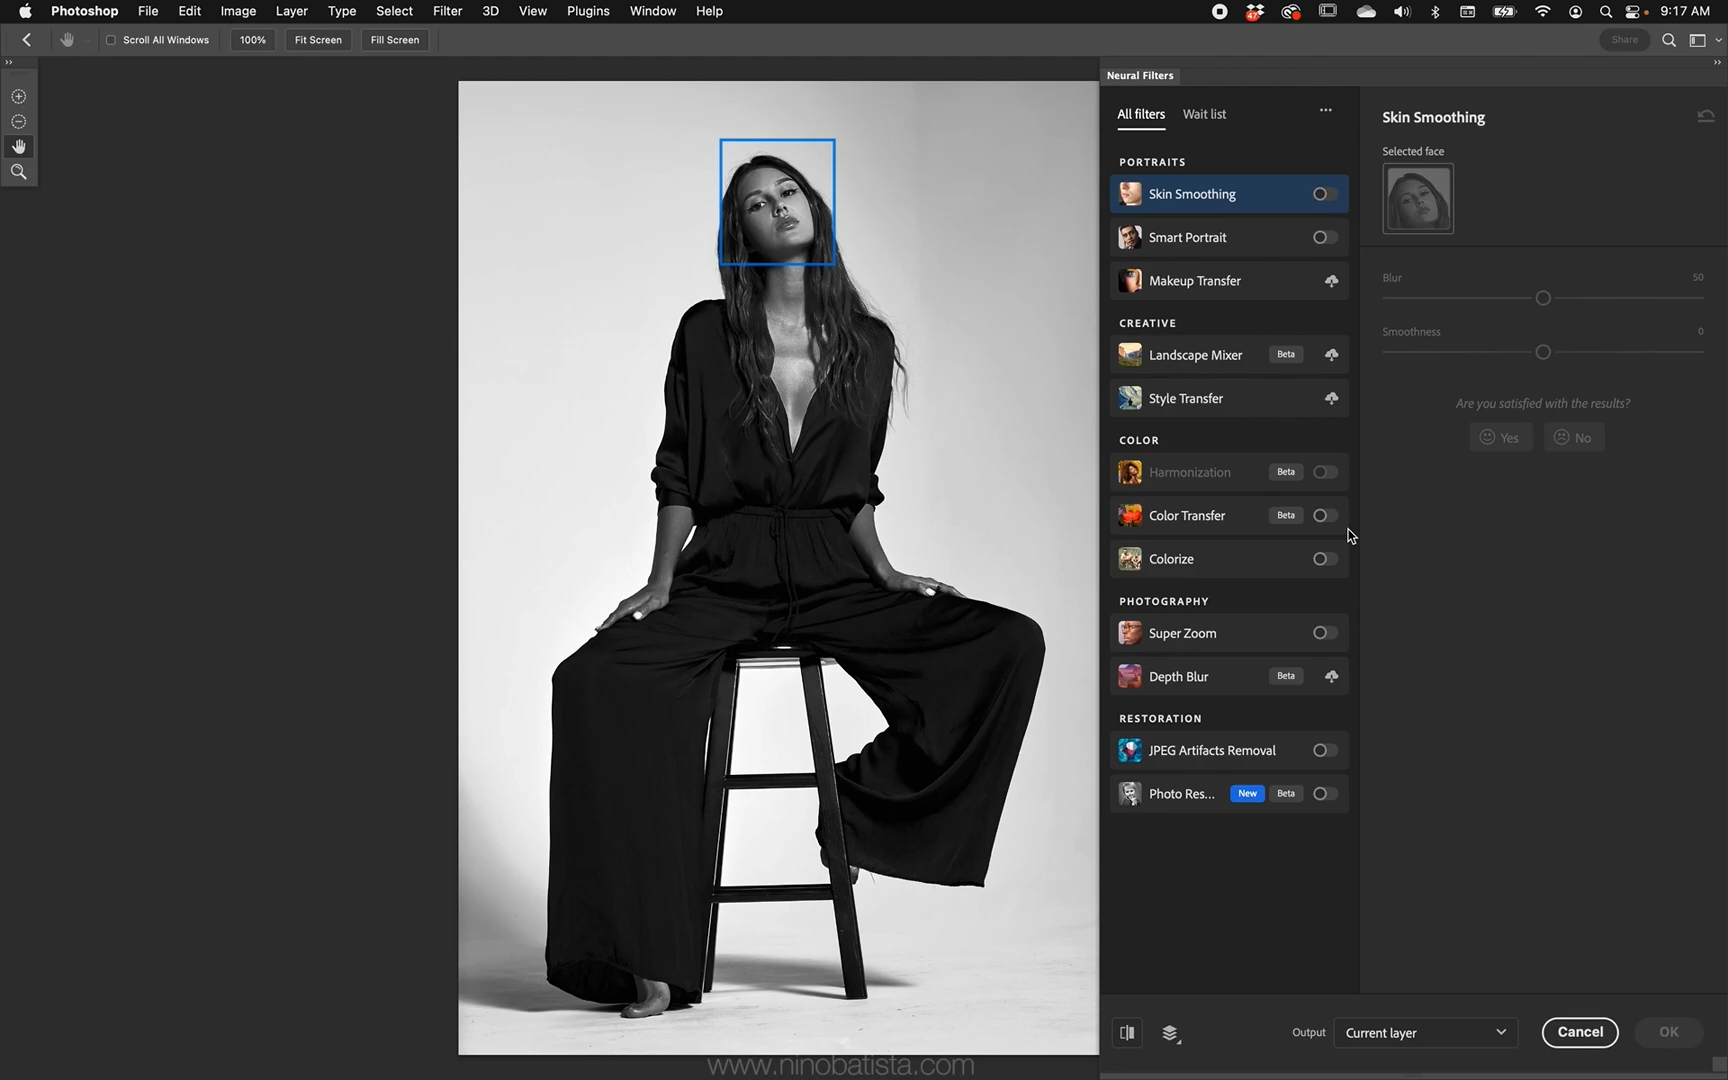 Photoshop File Edit Image Layer Type Select Filter 3D View Plugins Window Help 47 9:17 AM
Scroll All Windows 100% Fit Screen Fill Screen Share
Neural Filters
All filters Wait list
PORTRAITS
Skin Smoothing
Smart Portrait
Makeup Transfer
CREATIVE
Landscape Mixer Beta
Style Transfer
COLOR
Harmonization Beta
Color Transfer Beta
Colorize
PHOTOGRAPHY
Super Zoom
Depth Blur Beta
RESTORATION
JPEG Artifacts Removal
Photo Res... New Beta
Skin Smoothing
Selected face
Blur 50
Smoothness 0
Are you satisfied with the results?
Yes No
Output Current layer Cancel OK
www.ninobatista.com